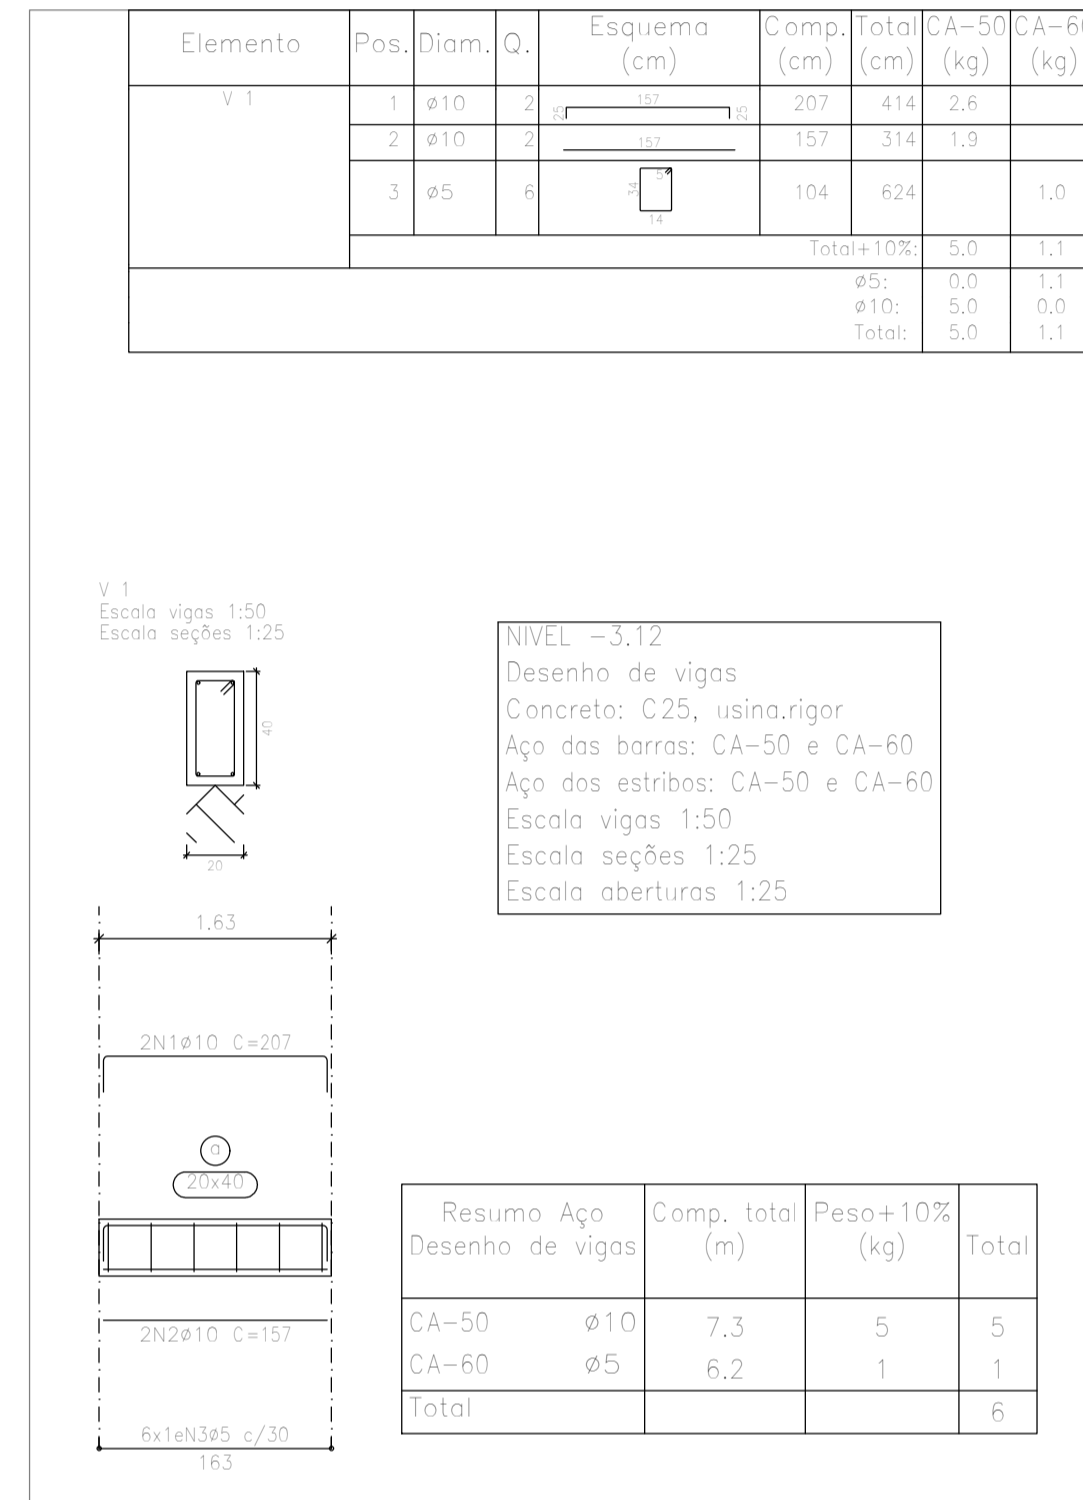 Elemento Pos. Diam. Q. Esquema (cm) Comp. (cm) Total (cm) CA-50 (kg) CA-60 (kg)
V 1 1 ø10 2 25 157 25 207 414 2.6
2 ø10 2 157 157 314 1.9
3 ø5 6 34 5 14 104 624 1.0
Total+10%: 5.0 1.1
ø5: 0.0 1.1
ø10: 5.0 0.0
Total: 5.0 1.1
V 1
Escala vigas 1:50
Escala seções 1:25
40
20
NIVEL -3.12
Desenho de vigas
Concreto: C25, usina.rigor
Aço das barras: CA-50 e CA-60
Aço dos estribos: CA-50 e CA-60
Escala vigas 1:50
Escala seções 1:25
Escala aberturas 1:25
1.63
2N1ø10 C=207
a
20x40
2N2ø10 C=157
6x1eN3ø5 c/30
163
Resumo Aço Desenho de vigas Comp. total (m) Peso+10% (kg) Total
CA-50 ø10 7.3 5 5
CA-60 ø5 6.2 1 1
Total 6